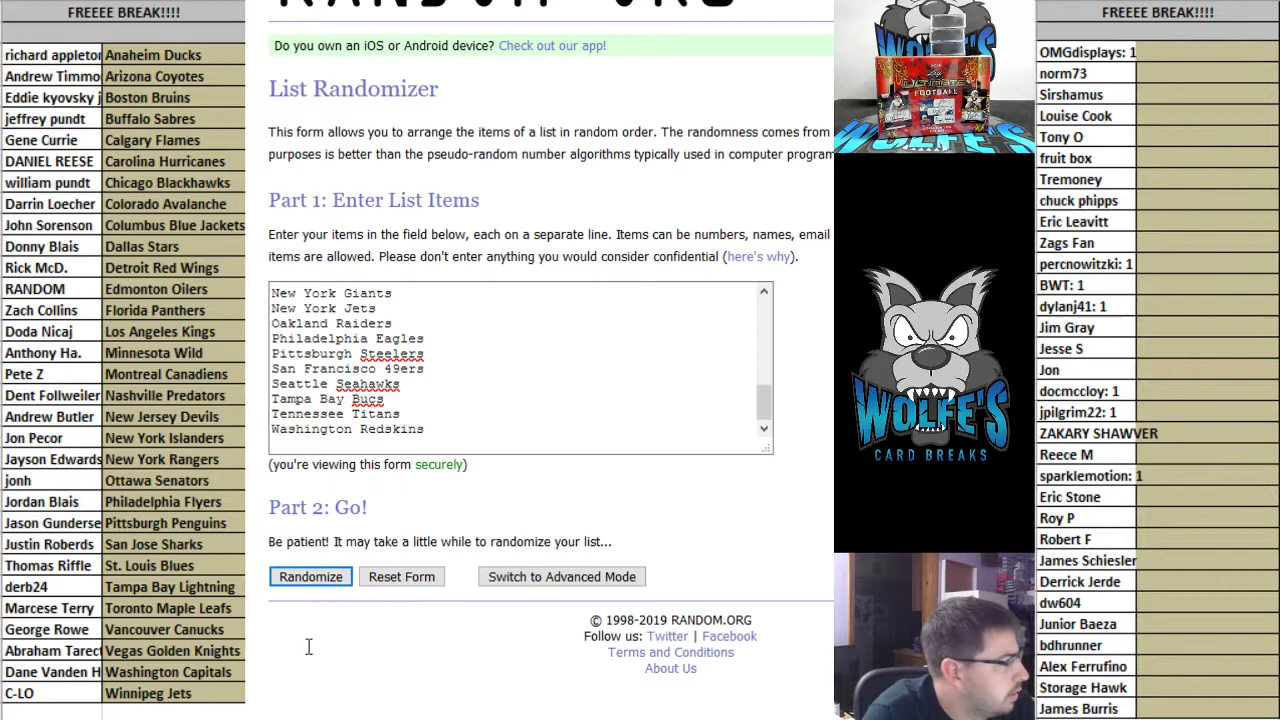 FREEEE BREAK!!!!
richard appleton Anaheim Ducks
Andrew Timmo Arizona Coyotes
Eddie kyovsky j Boston Bruins
jeffrey pundt Buffalo Sabres
Gene Currie Calgary Flames
DANIEL REESE Carolina Hurricanes
william pundt Chicago Blackhawks
Darrin Loecher Colorado Avalanche
John Sorenson Columbus Blue Jackets
Donny Blais Dallas Stars
Rick McD. Detroit Red Wings
RANDOM Edmonton Oilers
Zach Collins Florida Panthers
Doda Nicaj Los Angeles Kings
Anthony Ha. Minnesota Wild
Pete Z Montreal Canadiens
Dent Follweiler Nashville Predators
Andrew Butler New Jersey Devils
Jon Pecor New York Islanders
Jayson Edwards New York Rangers
jonh Ottawa Senators
Jordan Blais Philadelphia Flyers
Jason Gunderse Pittsburgh Penguins
Justin Roberds San Jose Sharks
Thomas Riffle St. Louis Blues
derb24 Tampa Bay Lightning
Marcese Terry Toronto Maple Leafs
George Rowe Vancouver Canucks
Abraham Tarect Vegas Golden Knights
Dane Vanden H Washington Capitals
C-LO Winnipeg Jets
RANDOM.ORG
Do you own an iOS or Android device? Check out our app!
List Randomizer
This form allows you to arrange the items of a list in random order. The randomness comes from
purposes is better than the pseudo-random number algorithms typically used in computer program
Part 1: Enter List Items
Enter your items in the field below, each on a separate line. Items can be numbers, names, email
items are allowed. Please don't enter anything you would consider confidential (here's why).
New York Giants
New York Jets
Oakland Raiders
Philadelphia Eagles
Pittsburgh Steelers
San Francisco 49ers
Seattle Seahawks
Tampa Bay Bucs
Tennessee Titans
Washington Redskins
(you're viewing this form securely)
Part 2: Go!
Be patient! It may take a little while to randomize your list...
Randomize Reset Form Switch to Advanced Mode
© 1998-2019 RANDOM.ORG
Follow us: Twitter | Facebook
Terms and Conditions
About Us
ULTIMATE
FOOTBALL
WOLFE'S
CARD BREAKS
FREEEE BREAK!!!!
OMGdisplays: 1
norm73
Sirshamus
Louise Cook
Tony O
fruit box
Tremoney
chuck phipps
Eric Leavitt
Zags Fan
percnowitzki: 1
BWT: 1
dylanj41: 1
Jim Gray
Jesse S
Jon
docmccloy: 1
jpilgrim22: 1
ZAKARY SHAWVER
Reece M
sparklemotion: 1
Eric Stone
Roy P
Robert F
James Schiesler
Derrick Jerde
dw604
Junior Baeza
bdhrunner
Alex Ferrufino
Storage Hawk
James Burris